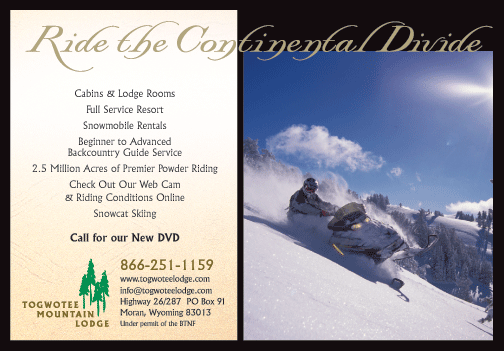 Ride the Continental Divide
Cabins & Lodge Rooms
Full Service Resort
Snowmobile Rentals
Beginner to Advanced
Backcountry Guide Service
2.5 Million Acres of Premier Powder Riding
Check Out Our Web Cam
& Riding Conditions Online
Snowcat Skiing
Call for our New DVD
TOGWOTEE
MOUNTAIN
LODGE
866-251-1159
www.togwoteelodge.com
info@togwoteelodge.com
Highway 26/287 PO Box 91
Moran, Wyoming 83013
Under permit of the BTNF